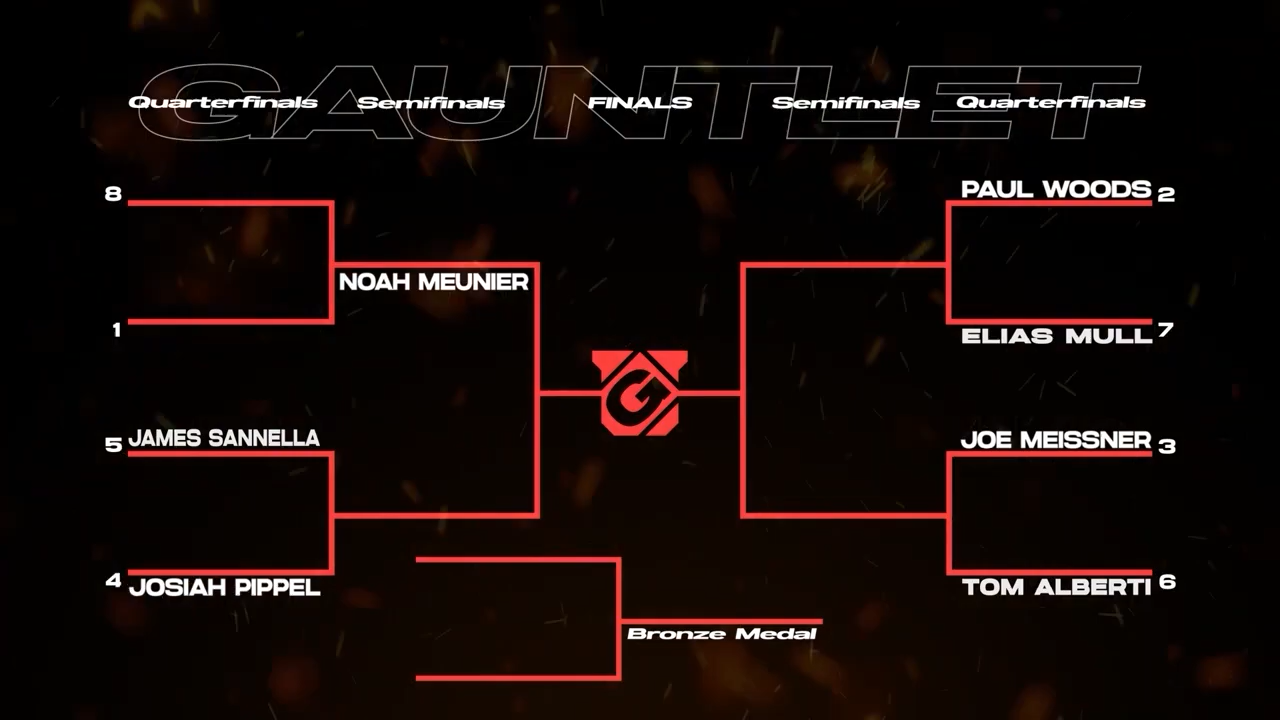 GAUNTLET
Quarterfinals Semifinals FINALS Semifinals Quarterfinals
8
PAUL WOODS 2
NOAH MEUNIER
1
ELIAS MULL 7
G
5 JAMES SANNELLA
JOE MEISSNER 3
4 JOSIAH PIPPEL
TOM ALBERTI 6
Bronze Medal